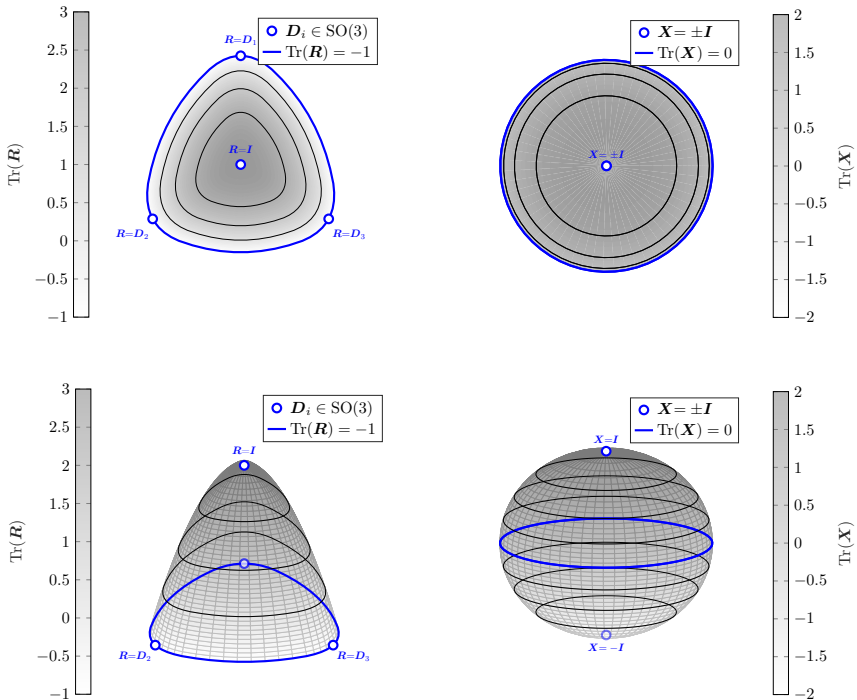 3
2.5
2
1.5
1
0.5
0
−0.5
−1
Tr(R)
R=D₁
R=I
R=D₂
R=D₃
Dᵢ ∈ SO(3)
Tr(R) = −1
X=±I
X= ±I
Tr(X) = 0
2
1.5
1
0.5
0
−0.5
−1
−1.5
−2
Tr(X)
3
2.5
2
1.5
1
0.5
0
−0.5
−1
Tr(R)
R=I
R=D₂
R=D₃
Dᵢ ∈ SO(3)
Tr(R) = −1
X=I
X=−I
X= ±I
Tr(X) = 0
2
1.5
1
0.5
0
−0.5
−1
−1.5
−2
Tr(X)